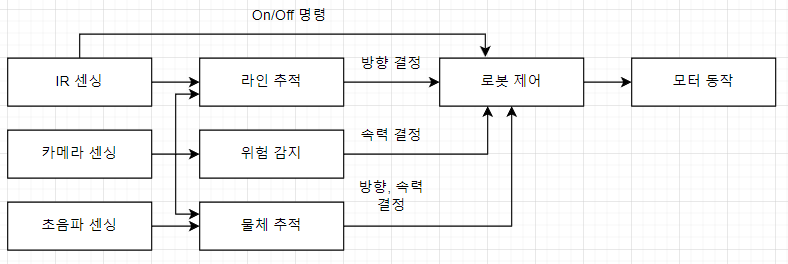 On/Off 명령
IR 센싱
라인 추적
방향 결정
로봇 제어
모터 동작
카메라 센싱
위험 감지
속력 결정
초음파 센싱
물체 추적
방향, 속력
결정